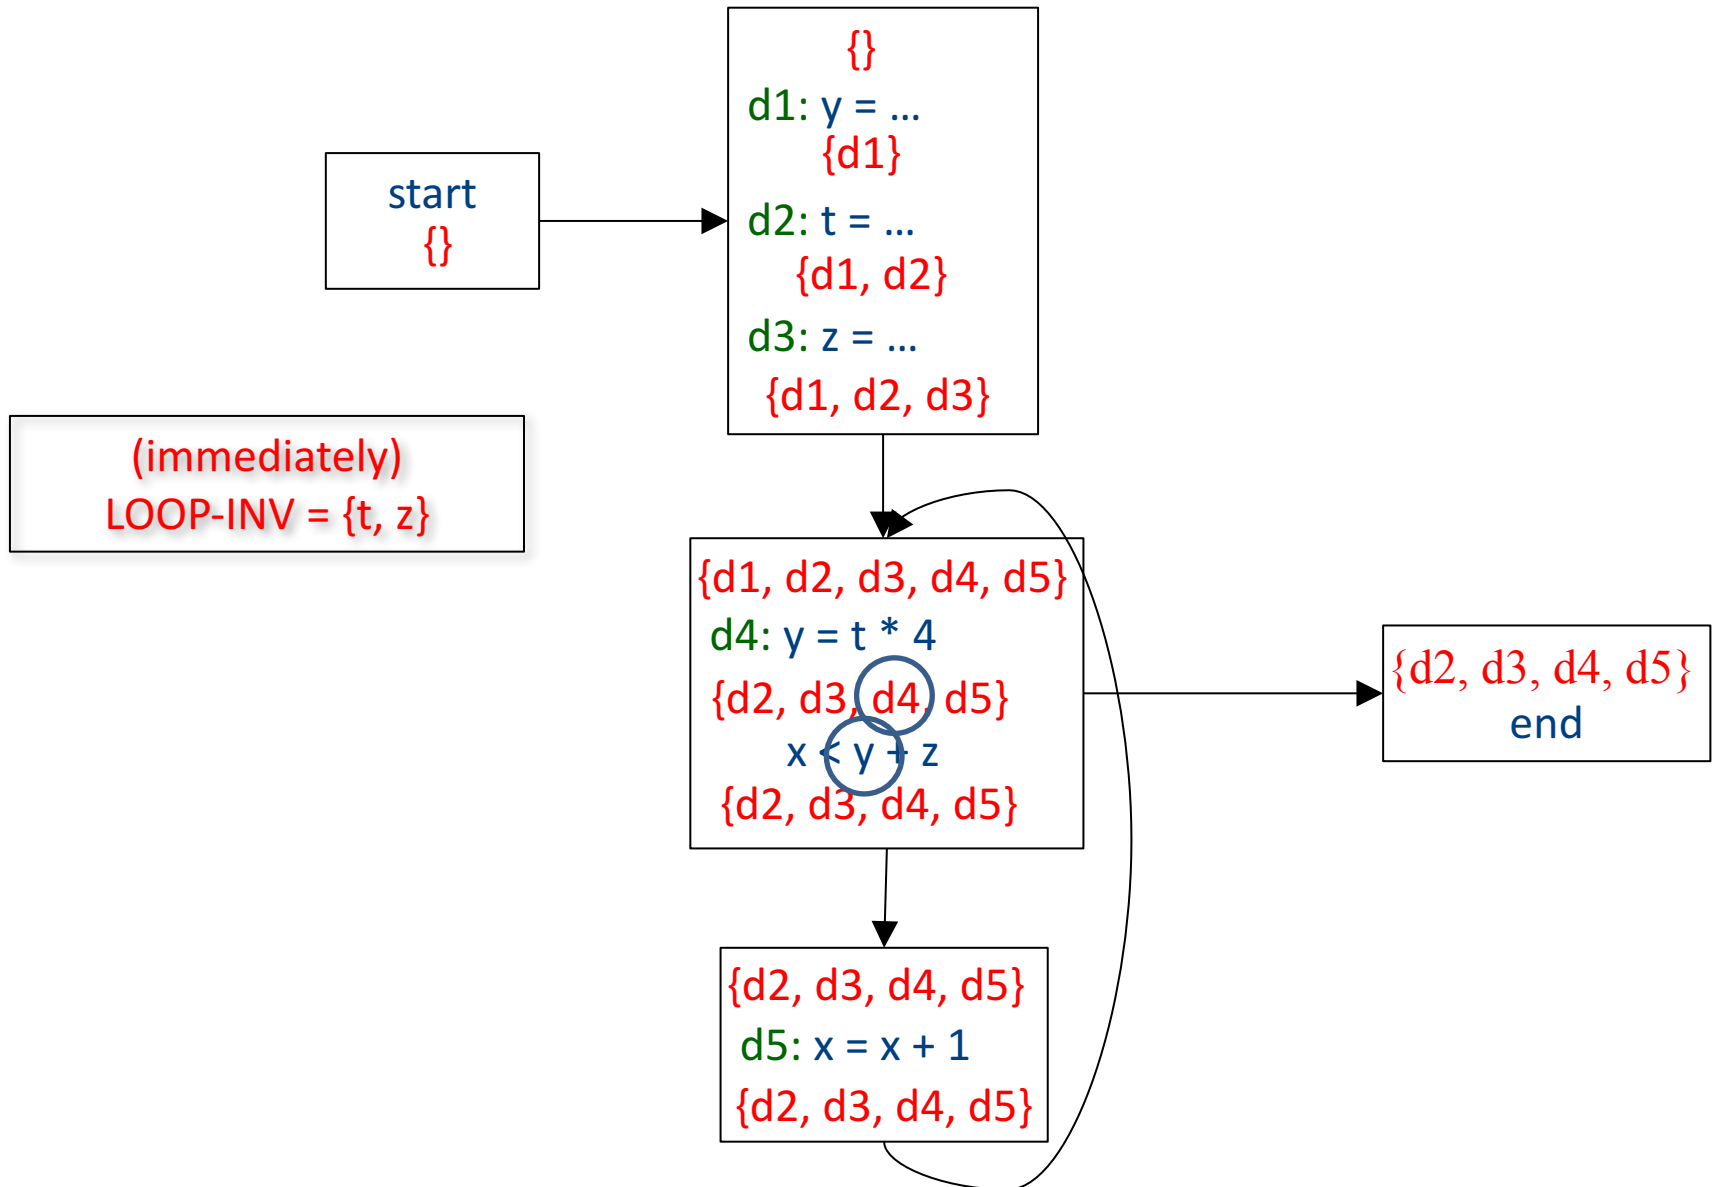 {}
d1: y = ...
{d1}
start
{}
d2: t = ...
{d1, d2}
d3: z = ...
{d1, d2, d3}
(immediately)
LOOP-INV = {t, z}
{d1, d2, d3, d4, d5}
d4: y = t * 4
{d2, d3, d4, d5}
x < y + z
{d2, d3, d4, d5}
{d2, d3, d4, d5}
end
{d2, d3, d4, d5}
d5: x = x + 1
{d2, d3, d4, d5}